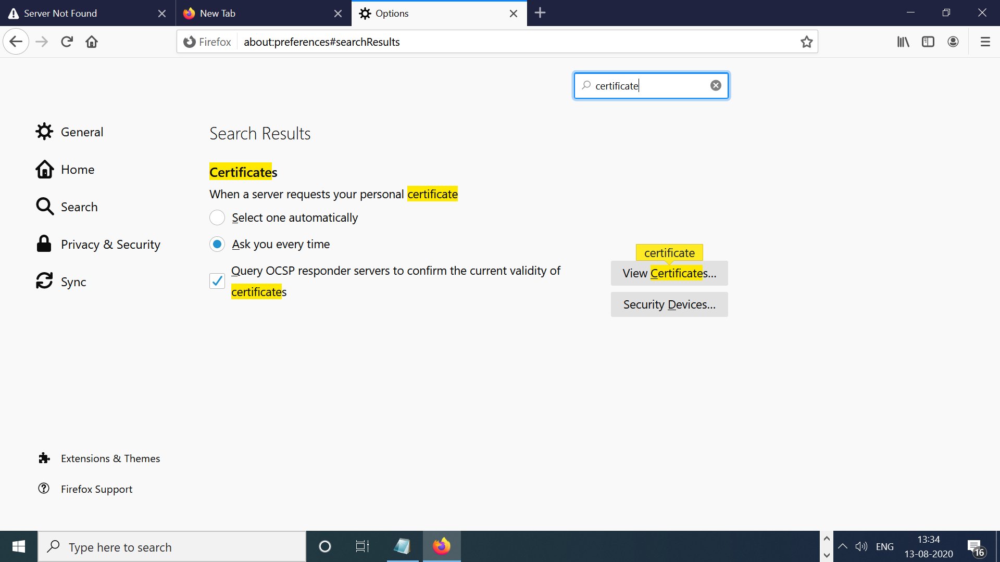 Server Not Found
New Tab
Options
Firefox
about:preferences#searchResults
certificate
General
Home
Search
Privacy & Security
Sync
Extensions & Themes
Firefox Support
Search Results
Certificates
When a server requests your personal certificate
Select one automatically
Ask you every time
Query OCSP responder servers to confirm the current validity of
certificates
certificate
View Certificates...
Security Devices...
Type here to search
ENG
13:34
13-08-2020
16